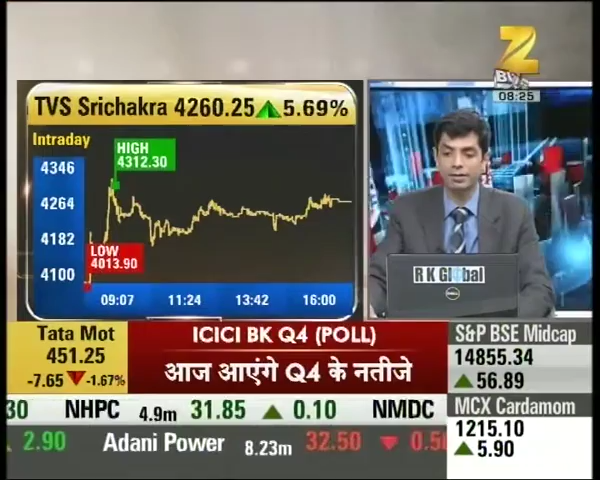 Z
BUSINESS
08:25
TVS Srichakra 4260.25 5.69%
Intraday
4346
4264
4182
4100
HIGH
4312.30
LOW
4013.90
09:07 11:24 13:42 16:00
R K Global
DELL
Tata Mot
451.25
-7.65 -1.67%
ICICI BK Q4 (POLL)
आज आएंगे Q4 के नतीजे
S&P BSE Midcap
14855.34
56.89
MCX Cardamom
1215.10
5.90
30 NHPC 4.9m 31.85 0.10 NMDC
2.90 Adani Power 8.23m 32.50